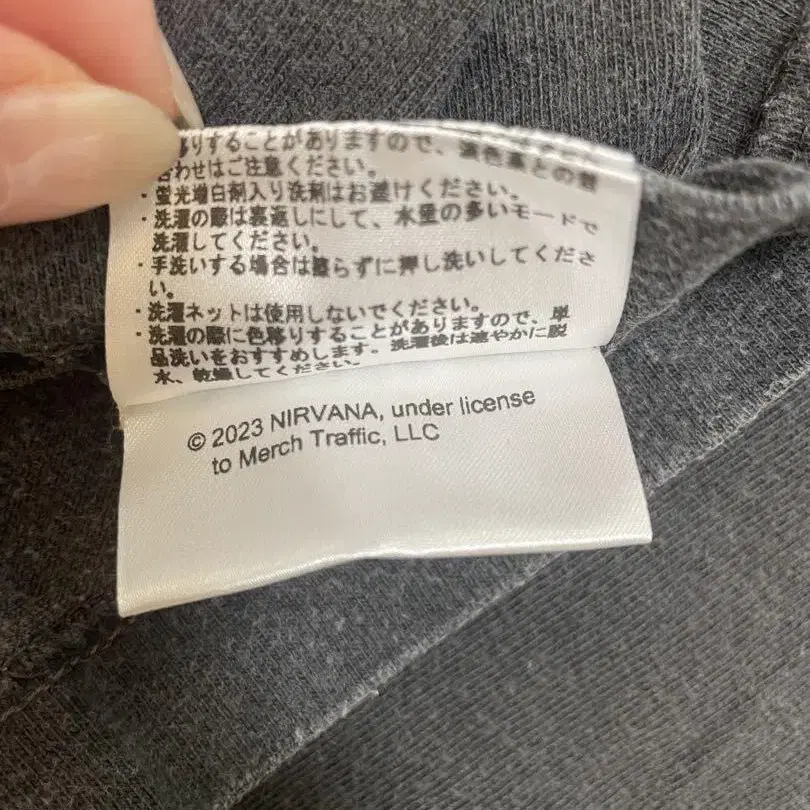 移りすることがありますので、淡色系との組
合わせはご注意ください。
・蛍光増白剤入り洗剤はお避けください。
・洗濯の際は裏返しにして、水量の多いモードで
洗濯してください。
・手洗いする場合は擦らずに押し洗いしてくださ
い。
・洗濯ネットは使用しないでください。
・洗濯の際に色移りすることがありますので、単
品洗いをおすすめします。洗濯後は速やかに脱
水、乾燥してください。
© 2023 NIRVANA, under license
to Merch Traffic, LLC